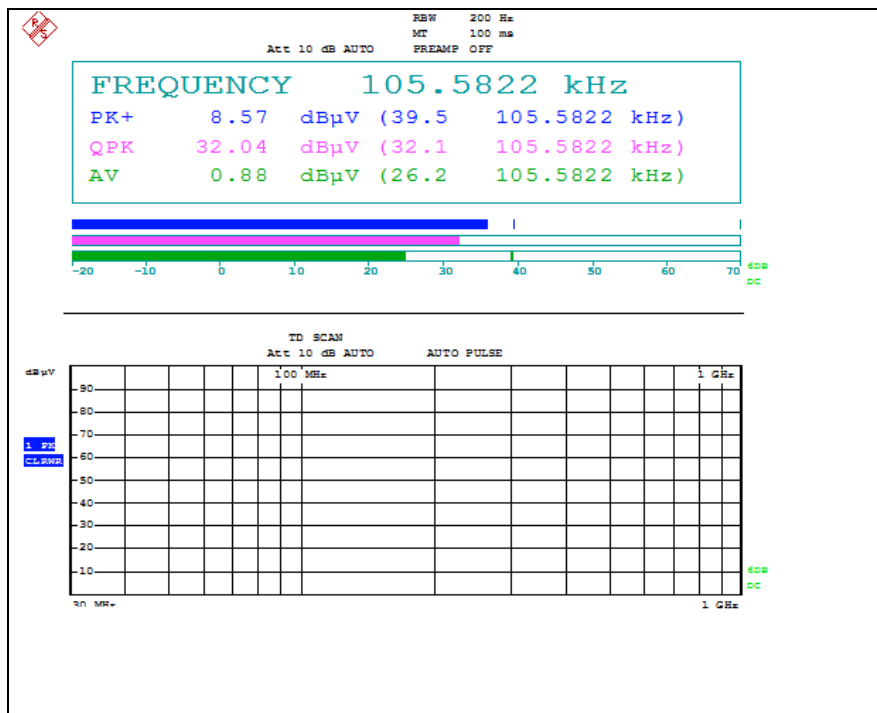 R S
RBW 200 Hz
MT 100 ms
Att 10 dB AUTO PREAMP OFF
FREQUENCY 105.5822 kHz
PK+ 8.57 dBµV (39.5 105.5822 kHz)
QPK 32.04 dBµV (32.1 105.5822 kHz)
AV 0.88 dBµV (26.2 105.5822 kHz)
-20 -10 0 10 20 30 40 50 60 70
6DB
DC
TD SCAN
Att 10 dB AUTO AUTO PULSE
dBµV
100 MHz 1 GHz
90
80
70
1 PK
CLRWR
60
50
40
30
20
10
6DB
DC
30 MHz 1 GHz